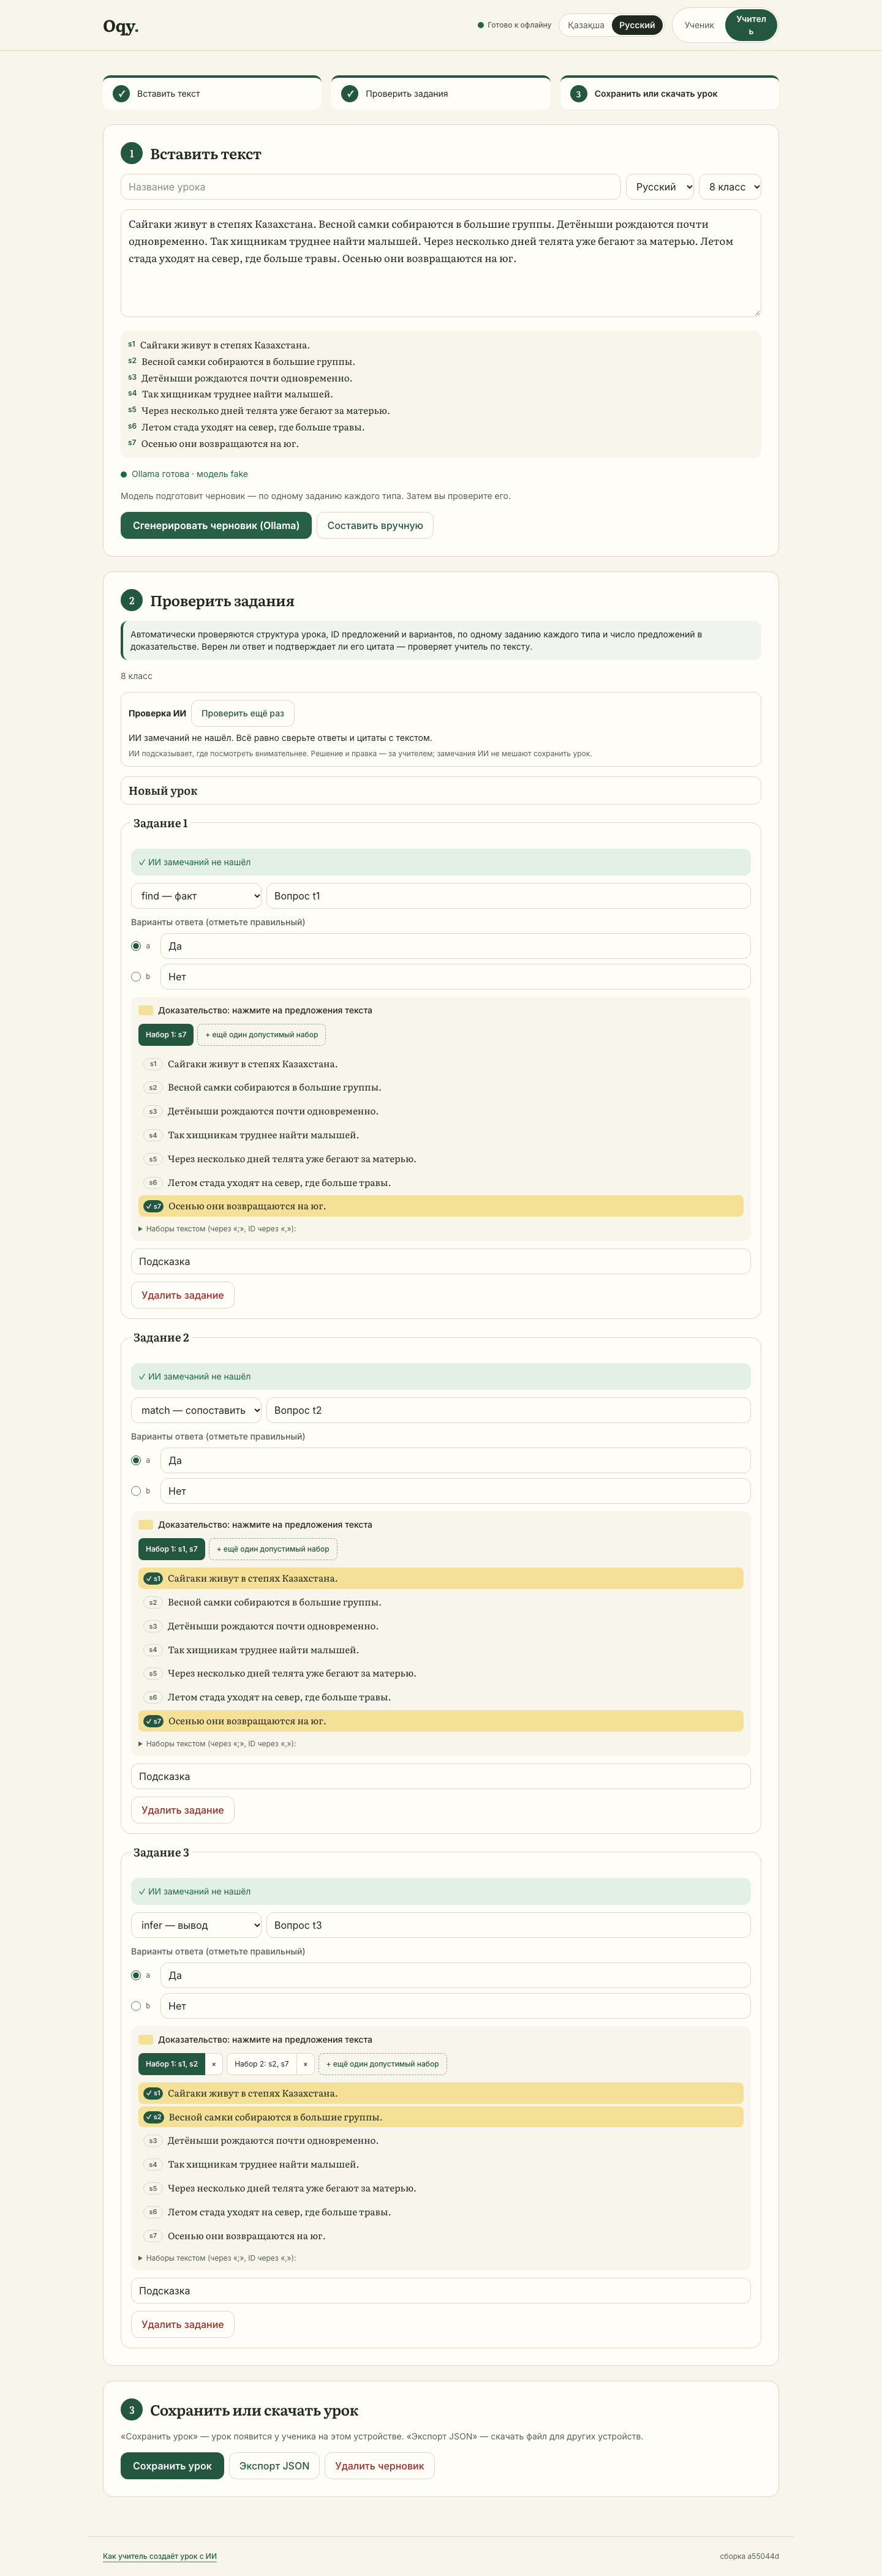 Oqy.
Готово к офлайну
Қазақша
Русский
Ученик
Учител
ь
✓ Вставить текст
✓ Проверить задания
3 Сохранить или скачать урок
1 Вставить текст
Название урока
Русский
8 класс
Сайгаки живут в степях Казахстана. Весной самки собираются в большие группы. Детёныши рождаются почти
одновременно. Так хищникам труднее найти малышей. Через несколько дней телята уже бегают за матерью. Летом
стада уходят на север, где больше травы. Осенью они возвращаются на юг.
s1 Сайгаки живут в степях Казахстана.
s2 Весной самки собираются в большие группы.
s3 Детёныши рождаются почти одновременно.
s4 Так хищникам труднее найти малышей.
s5 Через несколько дней телята уже бегают за матерью.
s6 Летом стада уходят на север, где больше травы.
s7 Осенью они возвращаются на юг.
Ollama готова · модель fake
Модель подготовит черновик — по одному заданию каждого типа. Затем вы проверите его.
Сгенерировать черновик (Ollama)
Составить вручную
2 Проверить задания
Автоматически проверяются структура урока, ID предложений и вариантов, по одному заданию каждого типа и число предложений в
доказательстве. Верен ли ответ и подтверждает ли его цитата — проверяет учитель по тексту.
8 класс
Проверка ИИ
Проверить ещё раз
ИИ замечаний не нашёл. Всё равно сверьте ответы и цитаты с текстом.
ИИ подсказывает, где посмотреть внимательнее. Решение и правка — за учителем; замечания ИИ не мешают сохранить урок.
Новый урок
Задание 1
✓ ИИ замечаний не нашёл
find — факт
Вопрос t1
Варианты ответа (отметьте правильный)
a Да
b Нет
Доказательство: нажмите на предложения текста
Набор 1: s7
+ ещё один допустимый набор
s1 Сайгаки живут в степях Казахстана.
s2 Весной самки собираются в большие группы.
s3 Детёныши рождаются почти одновременно.
s4 Так хищникам труднее найти малышей.
s5 Через несколько дней телята уже бегают за матерью.
s6 Летом стада уходят на север, где больше травы.
✓ s7 Осенью они возвращаются на юг.
▶ Наборы текстом (через «;», ID через «,»):
Подсказка
Удалить задание
Задание 2
✓ ИИ замечаний не нашёл
match — сопоставить
Вопрос t2
Варианты ответа (отметьте правильный)
a Да
b Нет
Доказательство: нажмите на предложения текста
Набор 1: s1, s7
+ ещё один допустимый набор
✓ s1 Сайгаки живут в степях Казахстана.
s2 Весной самки собираются в большие группы.
s3 Детёныши рождаются почти одновременно.
s4 Так хищникам труднее найти малышей.
s5 Через несколько дней телята уже бегают за матерью.
s6 Летом стада уходят на север, где больше травы.
✓ s7 Осенью они возвращаются на юг.
▶ Наборы текстом (через «;», ID через «,»):
Подсказка
Удалить задание
Задание 3
✓ ИИ замечаний не нашёл
infer — вывод
Вопрос t3
Варианты ответа (отметьте правильный)
a Да
b Нет
Доказательство: нажмите на предложения текста
Набор 1: s1, s2 ×
Набор 2: s2, s7 ×
+ ещё один допустимый набор
✓ s1 Сайгаки живут в степях Казахстана.
✓ s2 Весной самки собираются в большие группы.
s3 Детёныши рождаются почти одновременно.
s4 Так хищникам труднее найти малышей.
s5 Через несколько дней телята уже бегают за матерью.
s6 Летом стада уходят на север, где больше травы.
s7 Осенью они возвращаются на юг.
▶ Наборы текстом (через «;», ID через «,»):
Подсказка
Удалить задание
3 Сохранить или скачать урок
«Сохранить урок» — урок появится у ученика на этом устройстве. «Экспорт JSON» — скачать файл для других устройств.
Сохранить урок
Экспорт JSON
Удалить черновик
Как учитель создаёт урок с ИИ
сборка a55044d